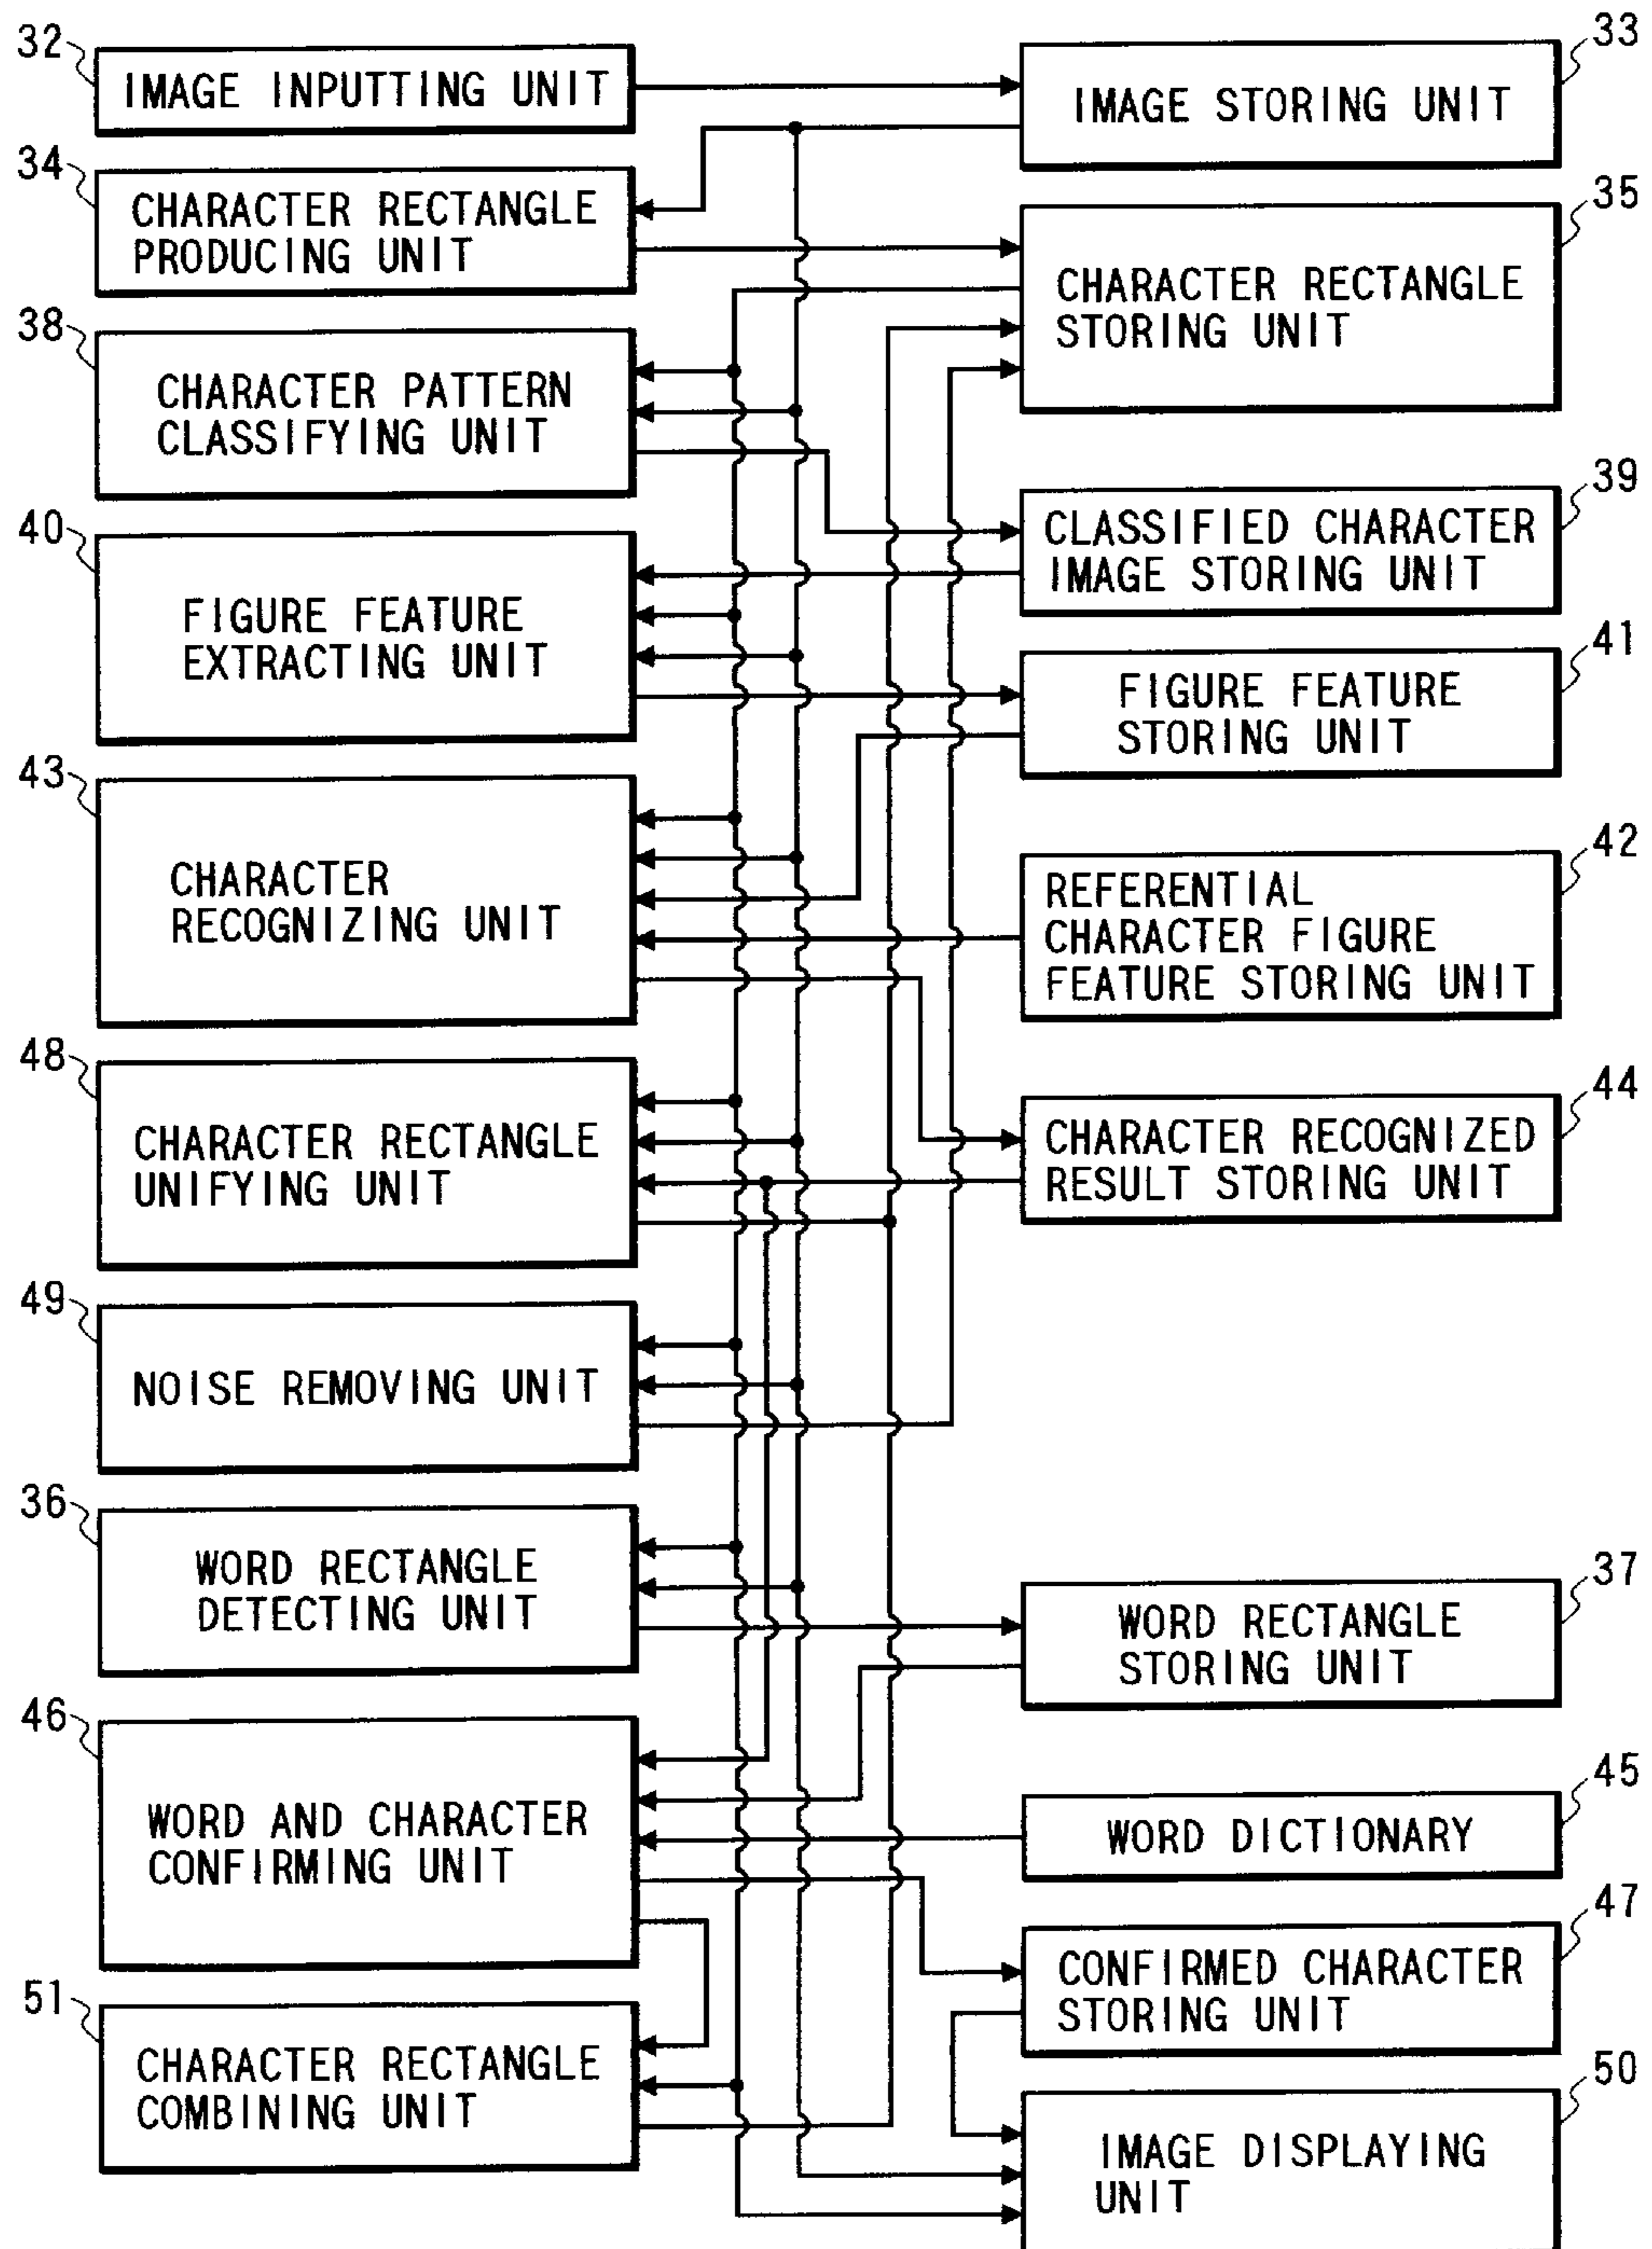 32
IMAGE INPUTTING UNIT
33
IMAGE STORING UNIT
34
CHARACTER RECTANGLE
PRODUCING UNIT
35
CHARACTER RECTANGLE
STORING UNIT
38
CHARACTER PATTERN
CLASSIFYING UNIT
39
CLASSIFIED CHARACTER
IMAGE STORING UNIT
40
FIGURE FEATURE
EXTRACTING UNIT
41
FIGURE FEATURE
STORING UNIT
43
CHARACTER
RECOGNIZING UNIT
42
REFERENTIAL
CHARACTER FIGURE
FEATURE STORING UNIT
48
CHARACTER RECTANGLE
UNIFYING UNIT
44
CHARACTER RECOGNIZED
RESULT STORING UNIT
49
NOISE REMOVING UNIT
36
WORD RECTANGLE
DETECTING UNIT
37
WORD RECTANGLE
STORING UNIT
46
WORD AND CHARACTER
CONFIRMING UNIT
45
WORD DICTIONARY
47
CONFIRMED CHARACTER
STORING UNIT
51
CHARACTER RECTANGLE
COMBINING UNIT
50
IMAGE DISPLAYING
UNIT